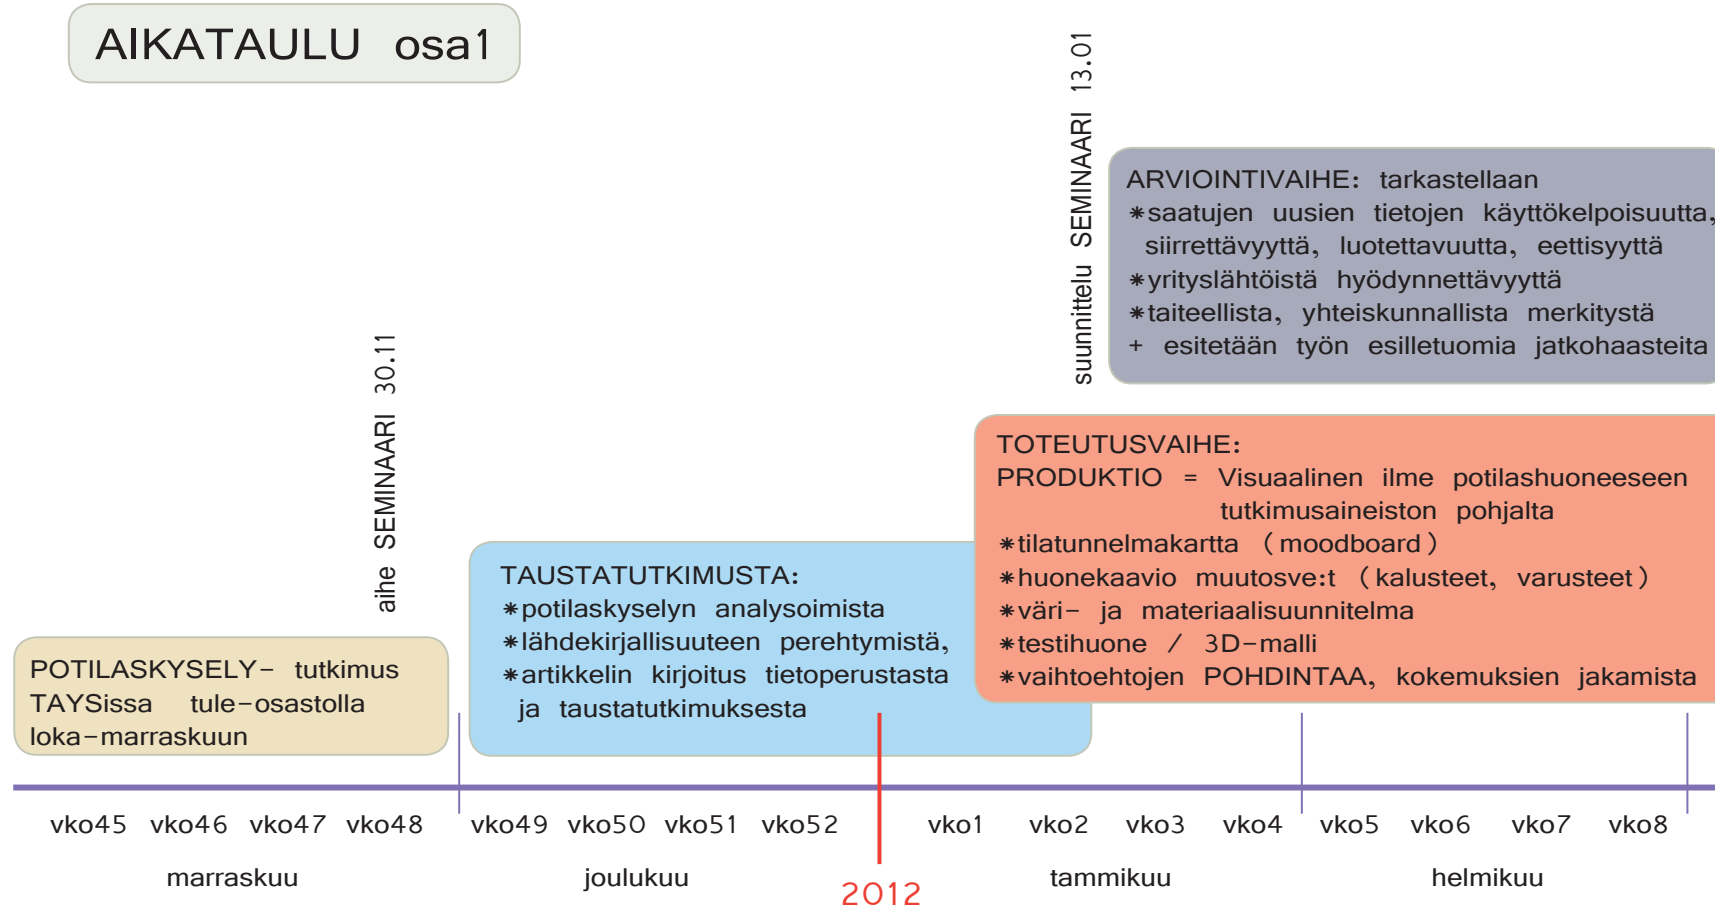 AIKATAULU osa1
aihe SEMINAARI 30.11
suunnittelu SEMINAARI 13.01
ARVIOINTIVAIHE: tarkastellaan
*saatujen uusien tietojen käyttökelpoisuutta,
siirrettävyyttä, luotettavuutta, eettisyyttä
*yrityslähtöistä hyödynnettävyyttä
*taiteellista, yhteiskunnallista merkitystä
+ esitetään työn esilletuomia jatkohaasteita
TOTEUTUSVAIHE:
PRODUKTIO = Visuaalinen ilme potilashuoneeseen
tutkimusaineiston pohjalta
*tilatunnelmakartta (moodboard)
*huonekaavio muutosve:t (kalusteet, varusteet)
*väri- ja materiaalisuunnitelma
*testihuone / 3D-malli
*vaihtoehtojen POHDINTAA, kokemuksien jakamista
TAUSTATUTKIMUSTA:
*potilaskyselyn analysoimista
*lähdekirjallisuuteen perehtymistä,
*artikkelin kirjoitus tietoperustasta
ja taustatutkimuksesta
POTILASKYSELY- tutkimus
TAYSissa tule-osastolla
loka-marraskuun
vko45 vko46 vko47 vko48 vko49 vko50 vko51 vko52 vko1 vko2 vko3 vko4 vko5 vko6 vko7 vko8
marraskuu joulukuu tammikuu helmikuu
2012